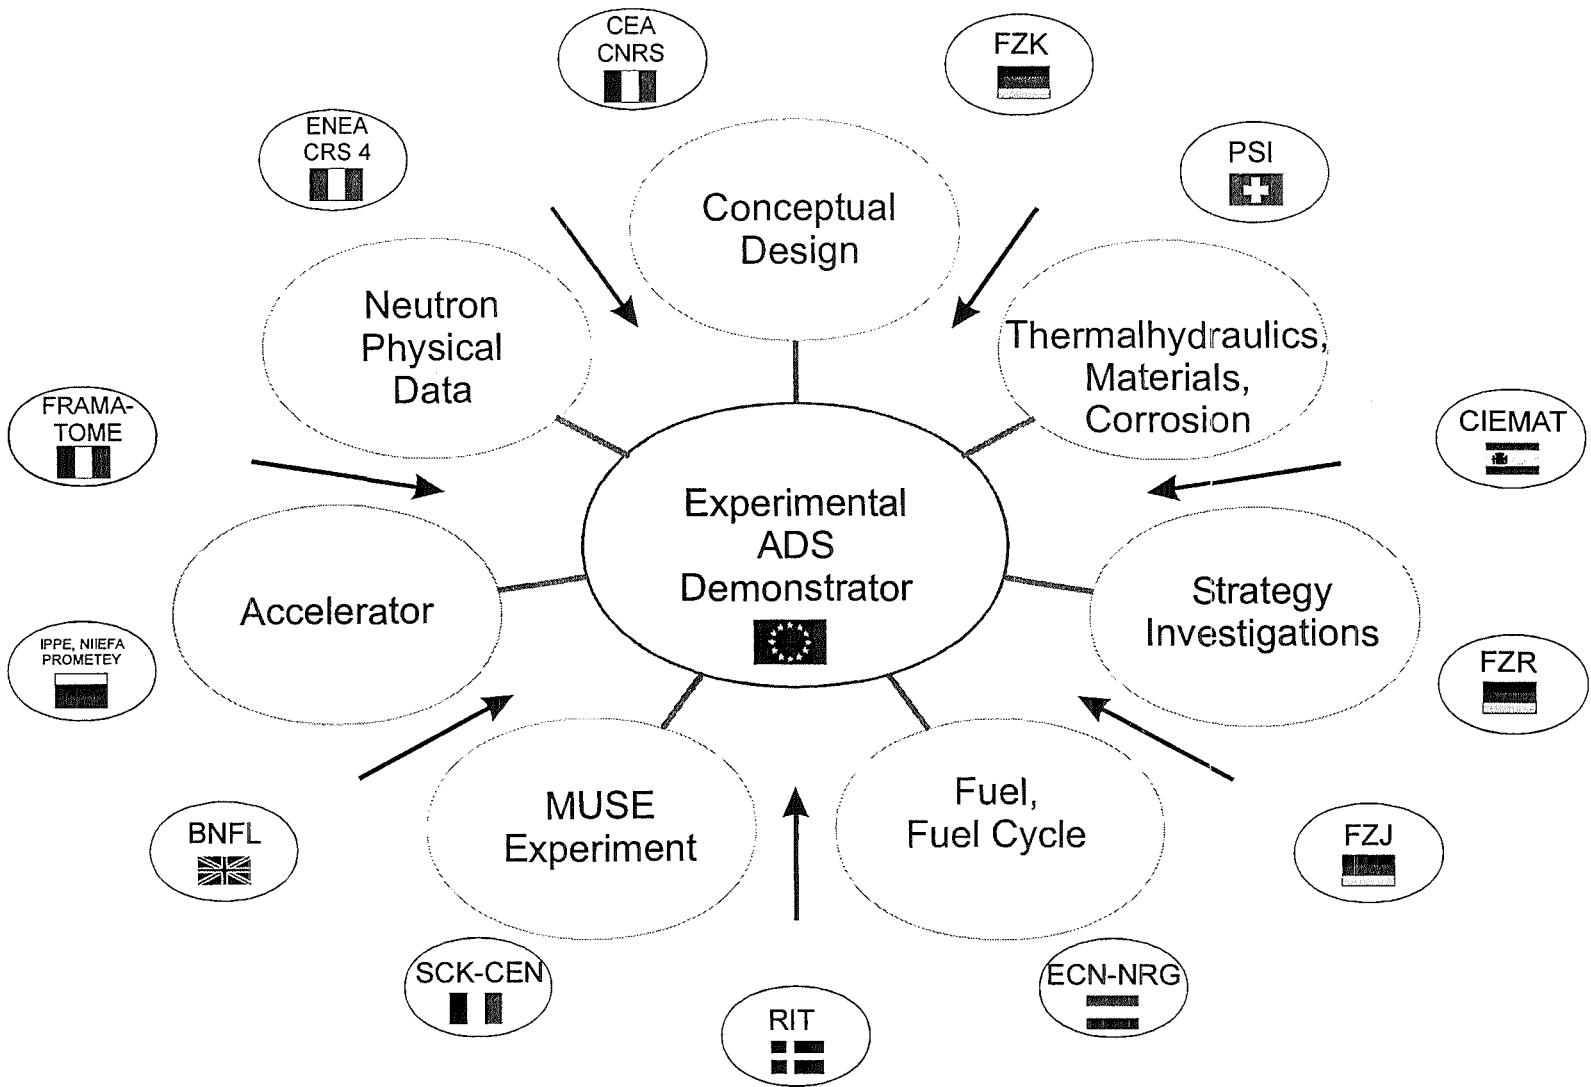 CEA
CNRS
FZK
ENEA
CRS 4
PSI
Conceptual
Design
Neutron
Physical
Data
Thermalhydraulics,
Materials,
Corrosion
FRAMA-
TOME
CIEMAT
Experimental
ADS
Demonstrator
Accelerator
Strategy
Investigations
IPPE, NIIEFA
PROMETEY
FZR
MUSE
Experiment
Fuel,
Fuel Cycle
BNFL
FZJ
SCK-CEN
ECN-NRG
RIT